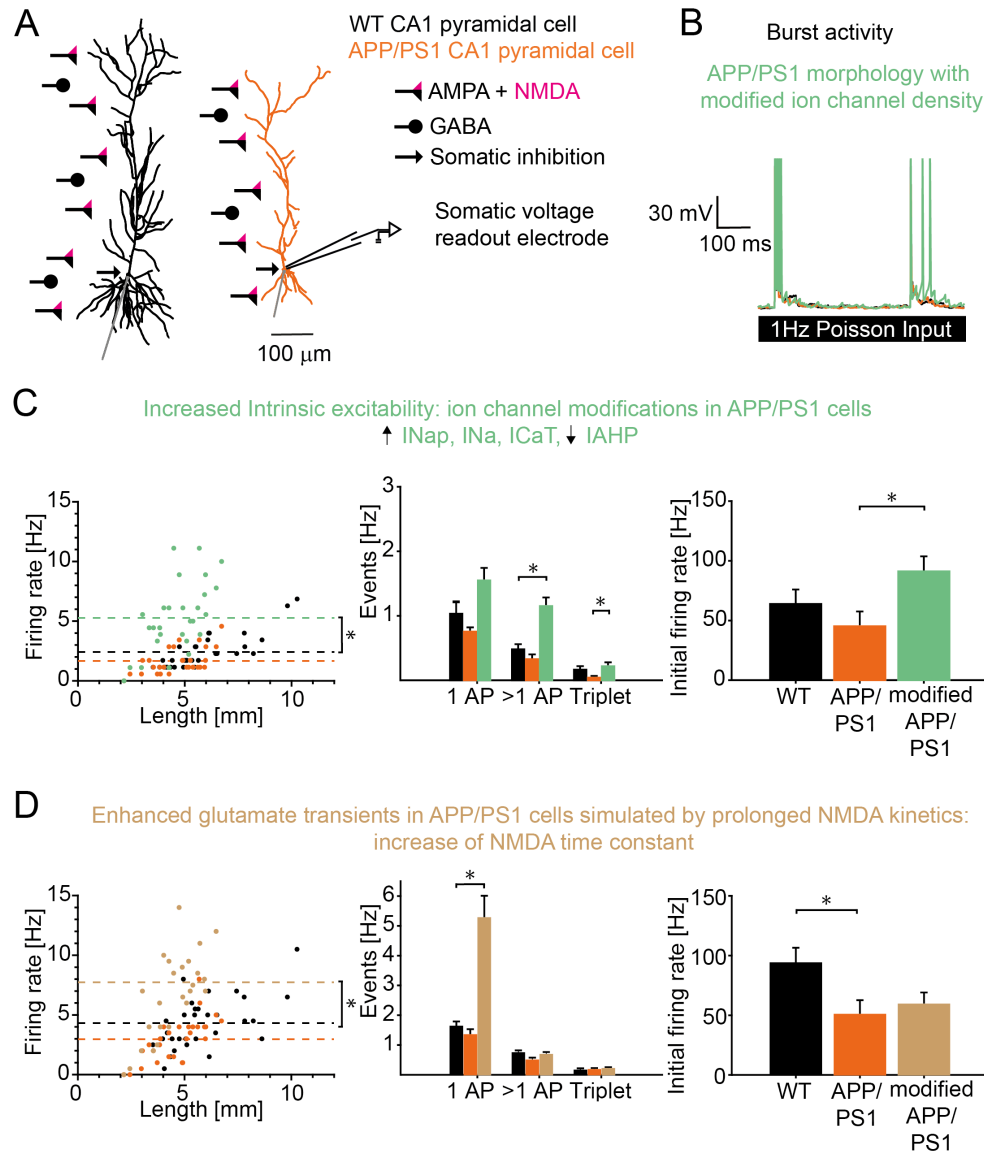 A
WT CA1 pyramidal cell
APP/PS1 CA1 pyramidal cell
AMPA + NMDA
GABA
Somatic inhibition
Somatic voltage
readout electrode
100 μm
B
Burst activity
APP/PS1 morphology with
modified ion channel density
30 mV
100 ms
1Hz Poisson Input
C
Increased Intrinsic excitability: ion channel modifications in APP/PS1 cells
↑ INap, INa, ICaT, ↓ IAHP
Firing rate [Hz]
15
10
5
0
0
5
10
Length [mm]
*
Events [Hz]
3
2
1
*
*
1 AP
>1 AP
Triplet
Initial firing rate [Hz]
150
100
50
0
*
WT
APP/
PS1
modified
APP/
PS1
D
Enhanced glutamate transients in APP/PS1 cells simulated by prolonged NMDA kinetics:
increase of NMDA time constant
Firing rate [Hz]
15
10
5
0
0
5
10
Length [mm]
*
Events [Hz]
6
5
4
3
2
1
*
1 AP
>1 AP
Triplet
Initial firing rate [Hz]
150
100
50
0
*
WT
APP/
PS1
modified
APP/
PS1